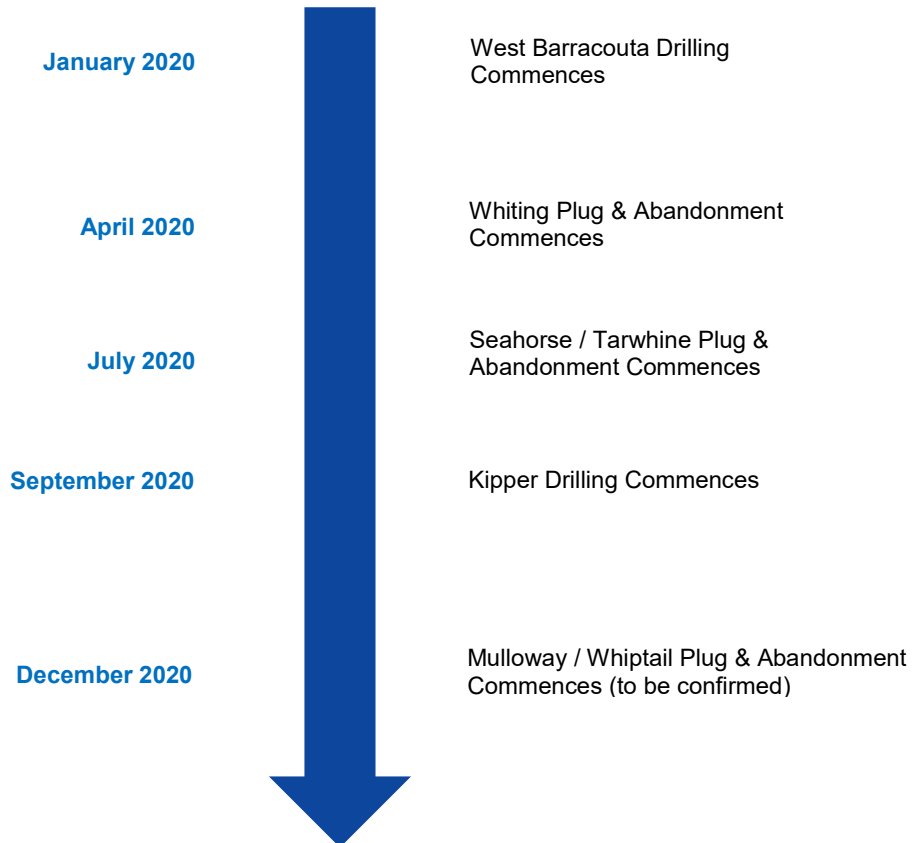 January 2020
West Barracouta Drilling
Commences
April 2020
Whiting Plug & Abandonment
Commences
July 2020
Seahorse / Tarwhine Plug &
Abandonment Commences
September 2020
Kipper Drilling Commences
December 2020
Mulloway / Whiptail Plug & Abandonment
Commences (to be confirmed)